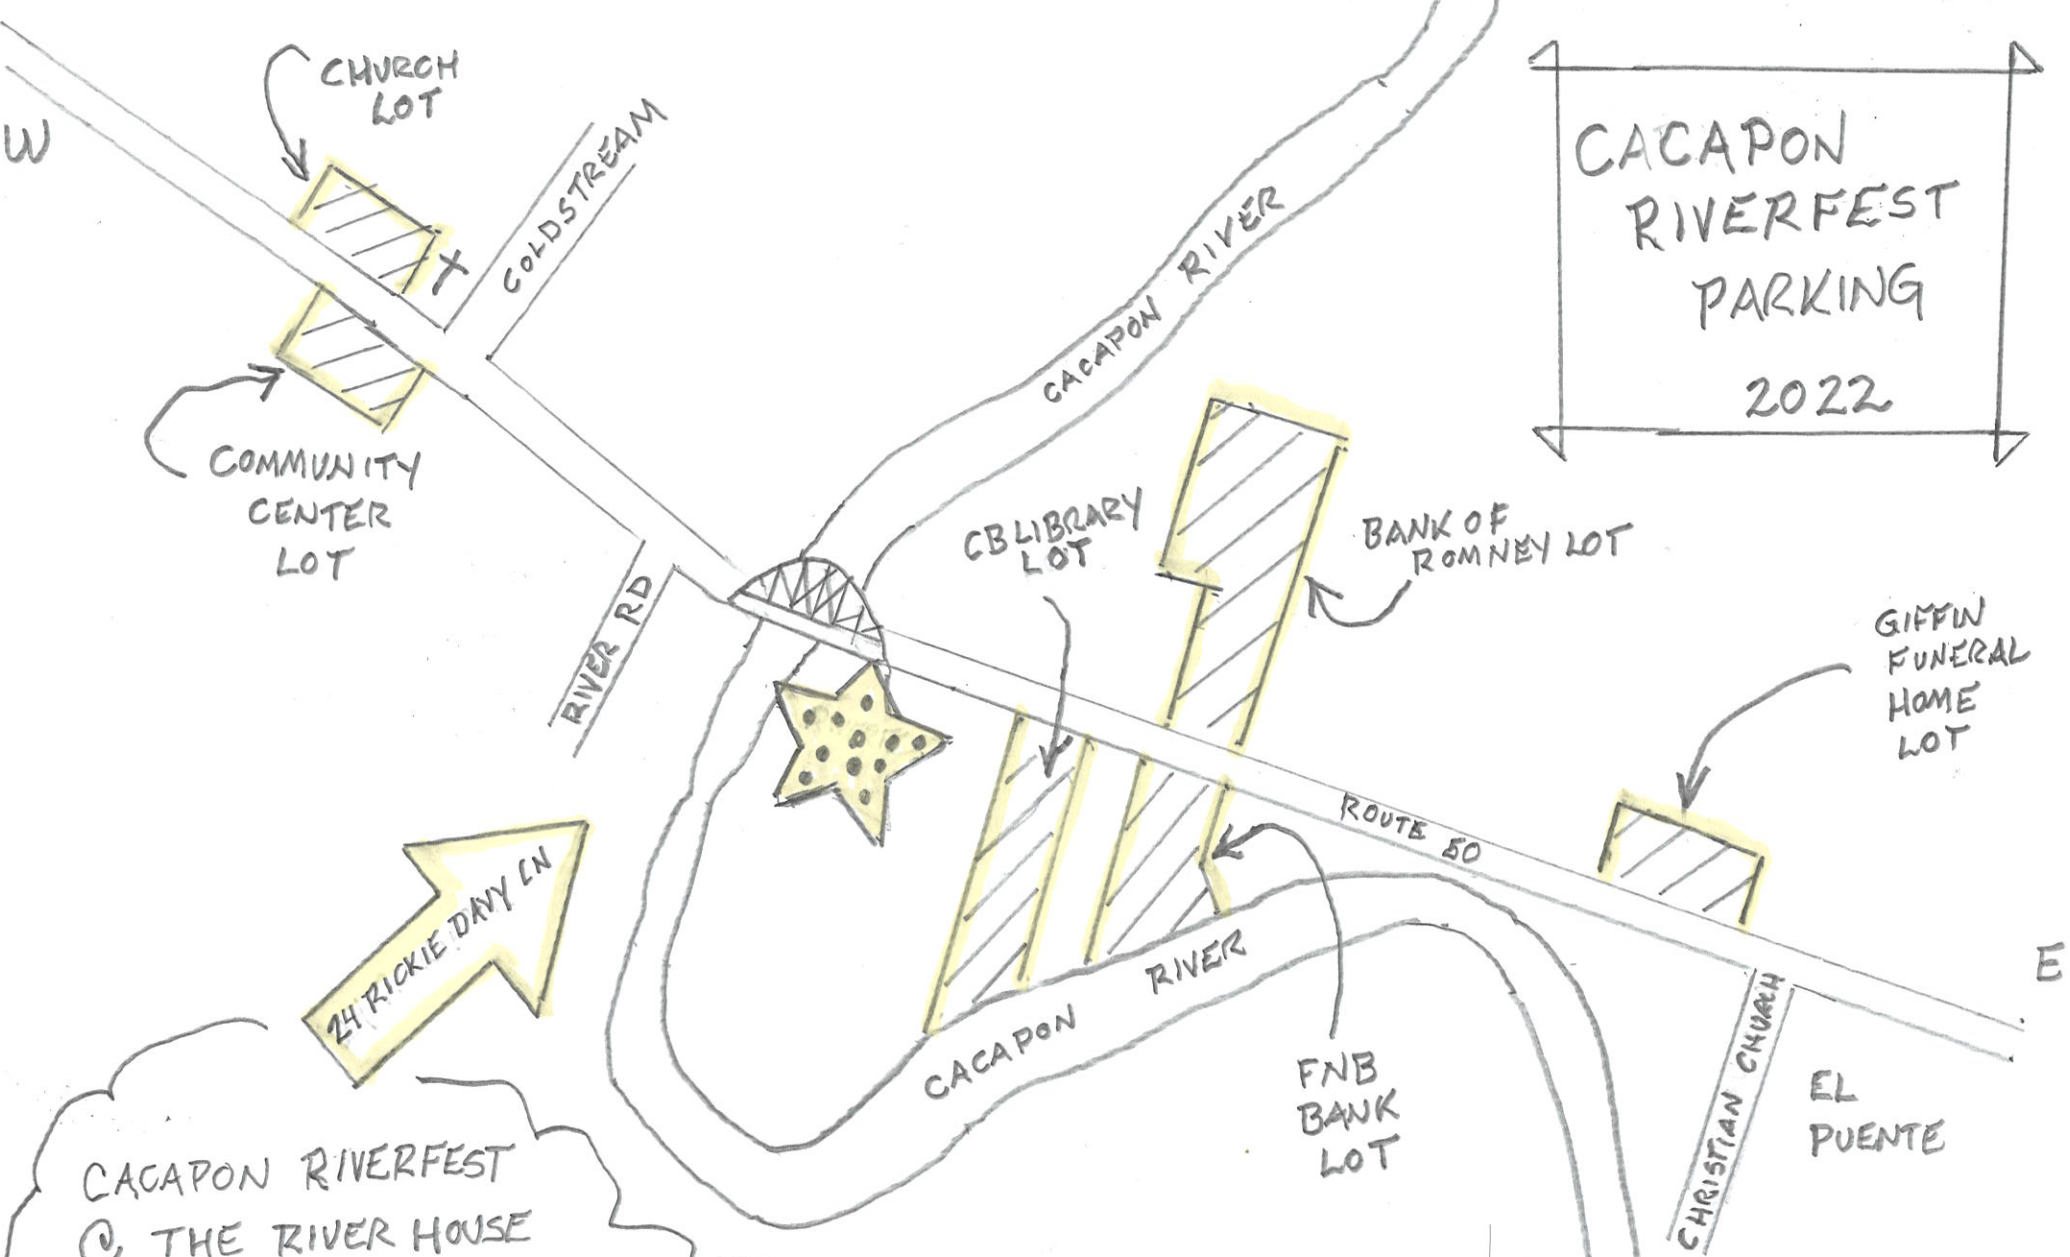 CACAPON
RIVERFEST
PARKING
2022
W
CHURCH
LOT
COLDSTREAM
CACAPON RIVER
COMMUNITY
CENTER
LOT
CB LIBRARY
LOT
BANK OF
ROMNEY LOT
GIFFIN
FUNERAL
HOME
LOT
RIVER RD
ROUTE 50
24 RICKIE DAVY LN
E
CACAPON RIVER
FNB
BANK
LOT
CHRISTIAN CHURCH
EL
PUENTE
CACAPON RIVERFEST
@ THE RIVER HOUSE